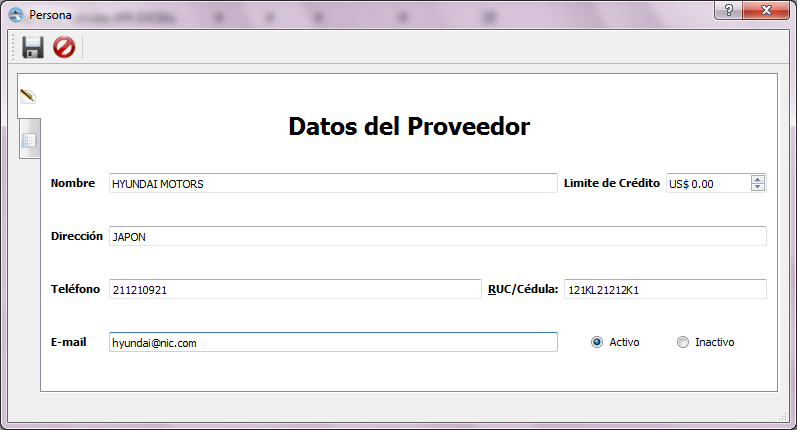 Persona
Datos del Proveedor
Nombre HYUNDAI MOTORS Limite de Crédito US$ 0.00
Dirección JAPON
Teléfono 211210921 RUC/Cédula: 121KL21212K1
E-mail hyundai@nic.com Activo Inactivo